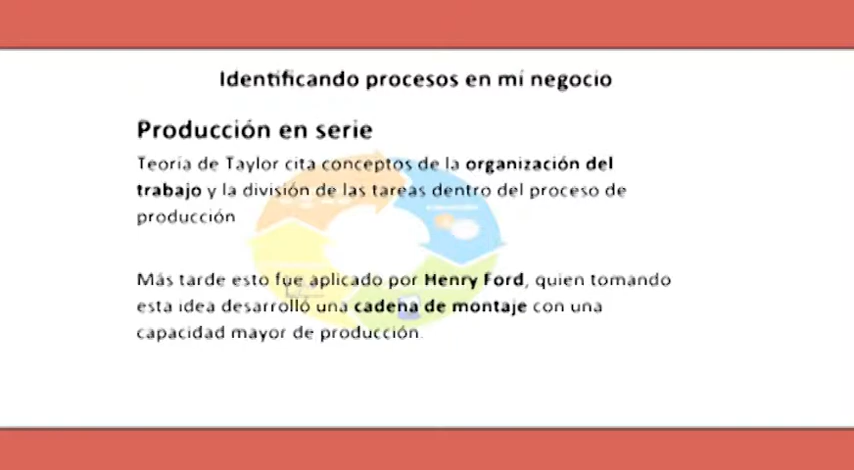 Identificando procesos en mi negocio
Producción en serie
Teoría de Taylor cita conceptos de la organización del
trabajo y la división de las tareas dentro del proceso de
producción
Más tarde esto fue aplicado por Henry Ford, quien tomando
esta idea desarrolló una cadena de montaje con una
capacidad mayor de producción.